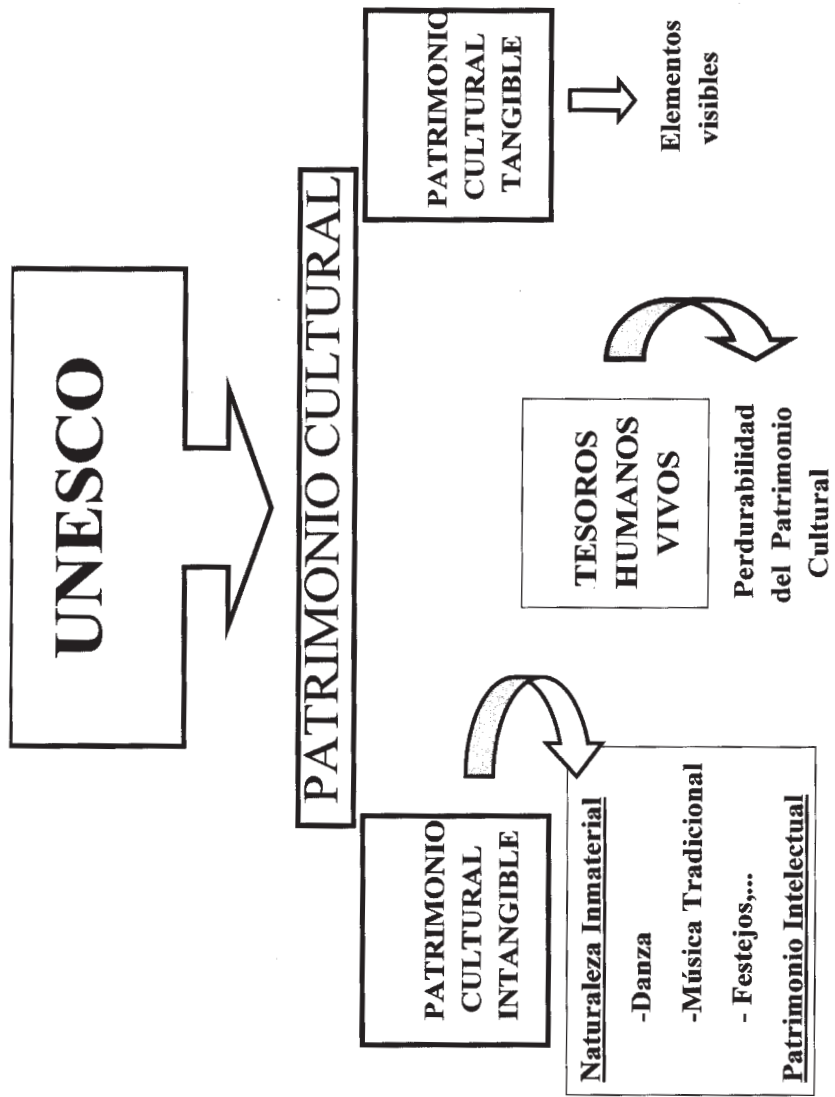 UNESCO
PATRIMONIO CULTURAL
PATRIMONIO
CULTURAL
INTANGIBLE
Naturaleza Inmaterial
-Danza
-Música Tradicional
- Festejos,...
Patrimonio Intelectual
TESOROS
HUMANOS
VIVOS
Perdurabilidad
del Patrimonio
Cultural
PATRIMONIO
CULTURAL
TANGIBLE
Elementos
visibles